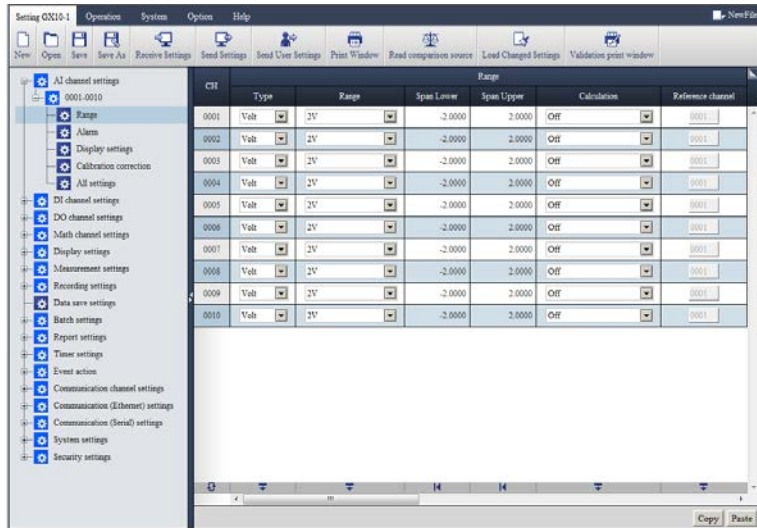 Setting GX10-1 Operation System Option Help NewFile
New Open Save Save As Receive Settings Send Settings Send User Settings Print Window Read comparison source Load Changed Settings Validation print window
AI channel settings
0001-0010
Range
Alarm
Display settings
Calibration correction
All settings
DI channel settings
DO channel settings
Math channel settings
Display settings
Measurement settings
Recording settings
Data save settings
Batch settings
Report settings
Timer settings
Event action
Communication channel settings
Communication (Ethernet) settings
Communication (Serial) settings
System settings
Security settings
CH Range
Type Range Span Lower Span Upper Calculation Reference channel
0001 Volt 2V -2.0000 2.0000 Off 0001
0002 Volt 2V -2.0000 2.0000 Off 0001
0003 Volt 2V -2.0000 2.0000 Off 0001
0004 Volt 2V -2.0000 2.0000 Off 0001
0005 Volt 2V -2.0000 2.0000 Off 0001
0006 Volt 2V -2.0000 2.0000 Off 0001
0007 Volt 2V -2.0000 2.0000 Off 0001
0008 Volt 2V -2.0000 2.0000 Off 0001
0009 Volt 2V -2.0000 2.0000 Off 0001
0010 Volt 2V -2.0000 2.0000 Off 0001
Copy Paste